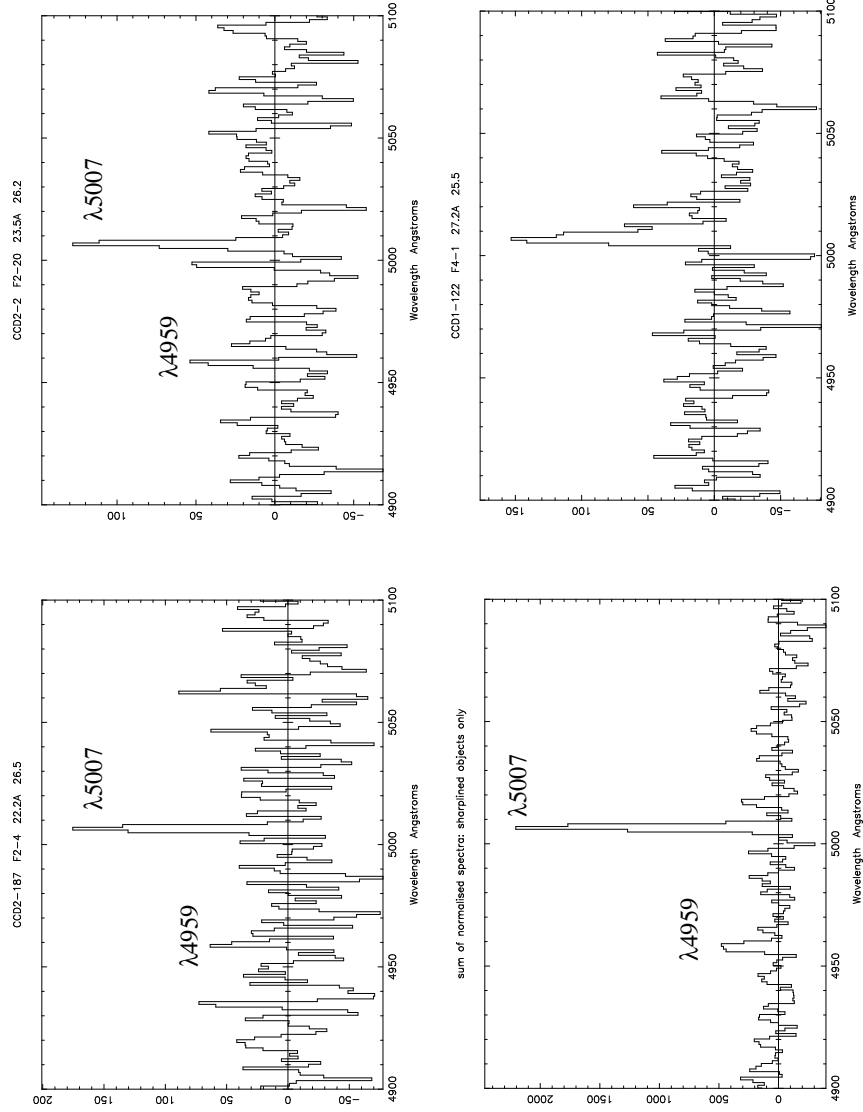 CCD2-187 F2-4 22.2A 26.5
200
150
100
50
0
-50
λ4959
λ5007
4900
4950
5000
5050
5100
Wavelength Angstroms
CCD2-2 F2-20 23.5A 26.2
100
50
0
-50
λ4959
λ5007
4900
4950
5000
5050
5100
Wavelength Angstroms
sum of normalised spectra: sharplined objects only
2000
1500
1000
500
0
λ4959
λ5007
4900
4950
5000
5050
5100
Wavelength Angstroms
CCD1-122 F4-1 27.2A 25.5
150
100
50
0
-50
4900
4950
5000
5050
5100
Wavelength Angstroms